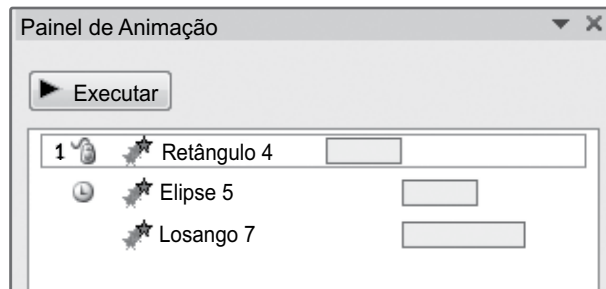 Painel de Animação
Executar
1 Retângulo 4
Elipse 5
Losango 7